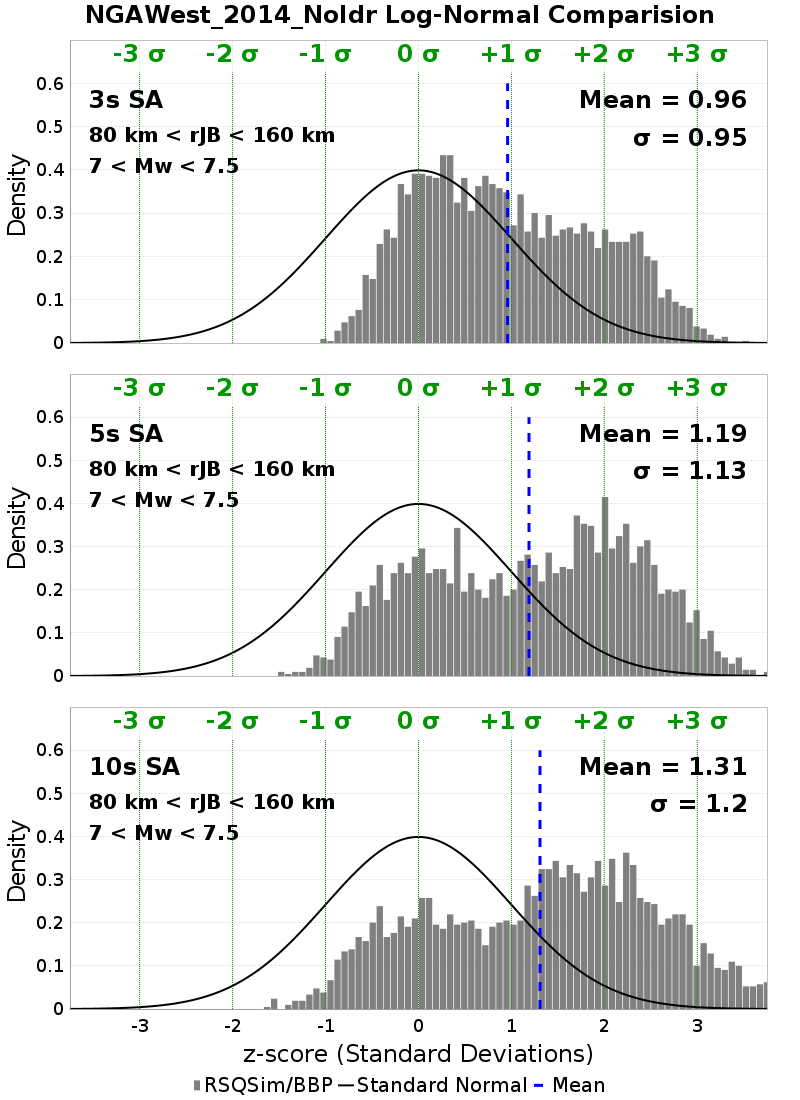 NGAWest_2014_NoIdr Log-Normal Comparision
-3 σ -2 σ -1 σ 0 σ +1 σ +2 σ +3 σ
3s SA
Mean = 0.96
80 km < rJB < 160 km
σ = 0.95
7 < Mw < 7.5
Density
0.6
0.5
0.4
0.3
0.2
0.1
0
-3 σ -2 σ -1 σ 0 σ +1 σ +2 σ +3 σ
5s SA
Mean = 1.19
80 km < rJB < 160 km
σ = 1.13
7 < Mw < 7.5
Density
0.6
0.5
0.4
0.3
0.2
0.1
0
-3 σ -2 σ -1 σ 0 σ +1 σ +2 σ +3 σ
10s SA
Mean = 1.31
80 km < rJB < 160 km
σ = 1.2
7 < Mw < 7.5
Density
0.6
0.5
0.4
0.3
0.2
0.1
0
-3 -2 -1 0 1 2 3
z-score (Standard Deviations)
RSQSim/BBP Standard Normal Mean